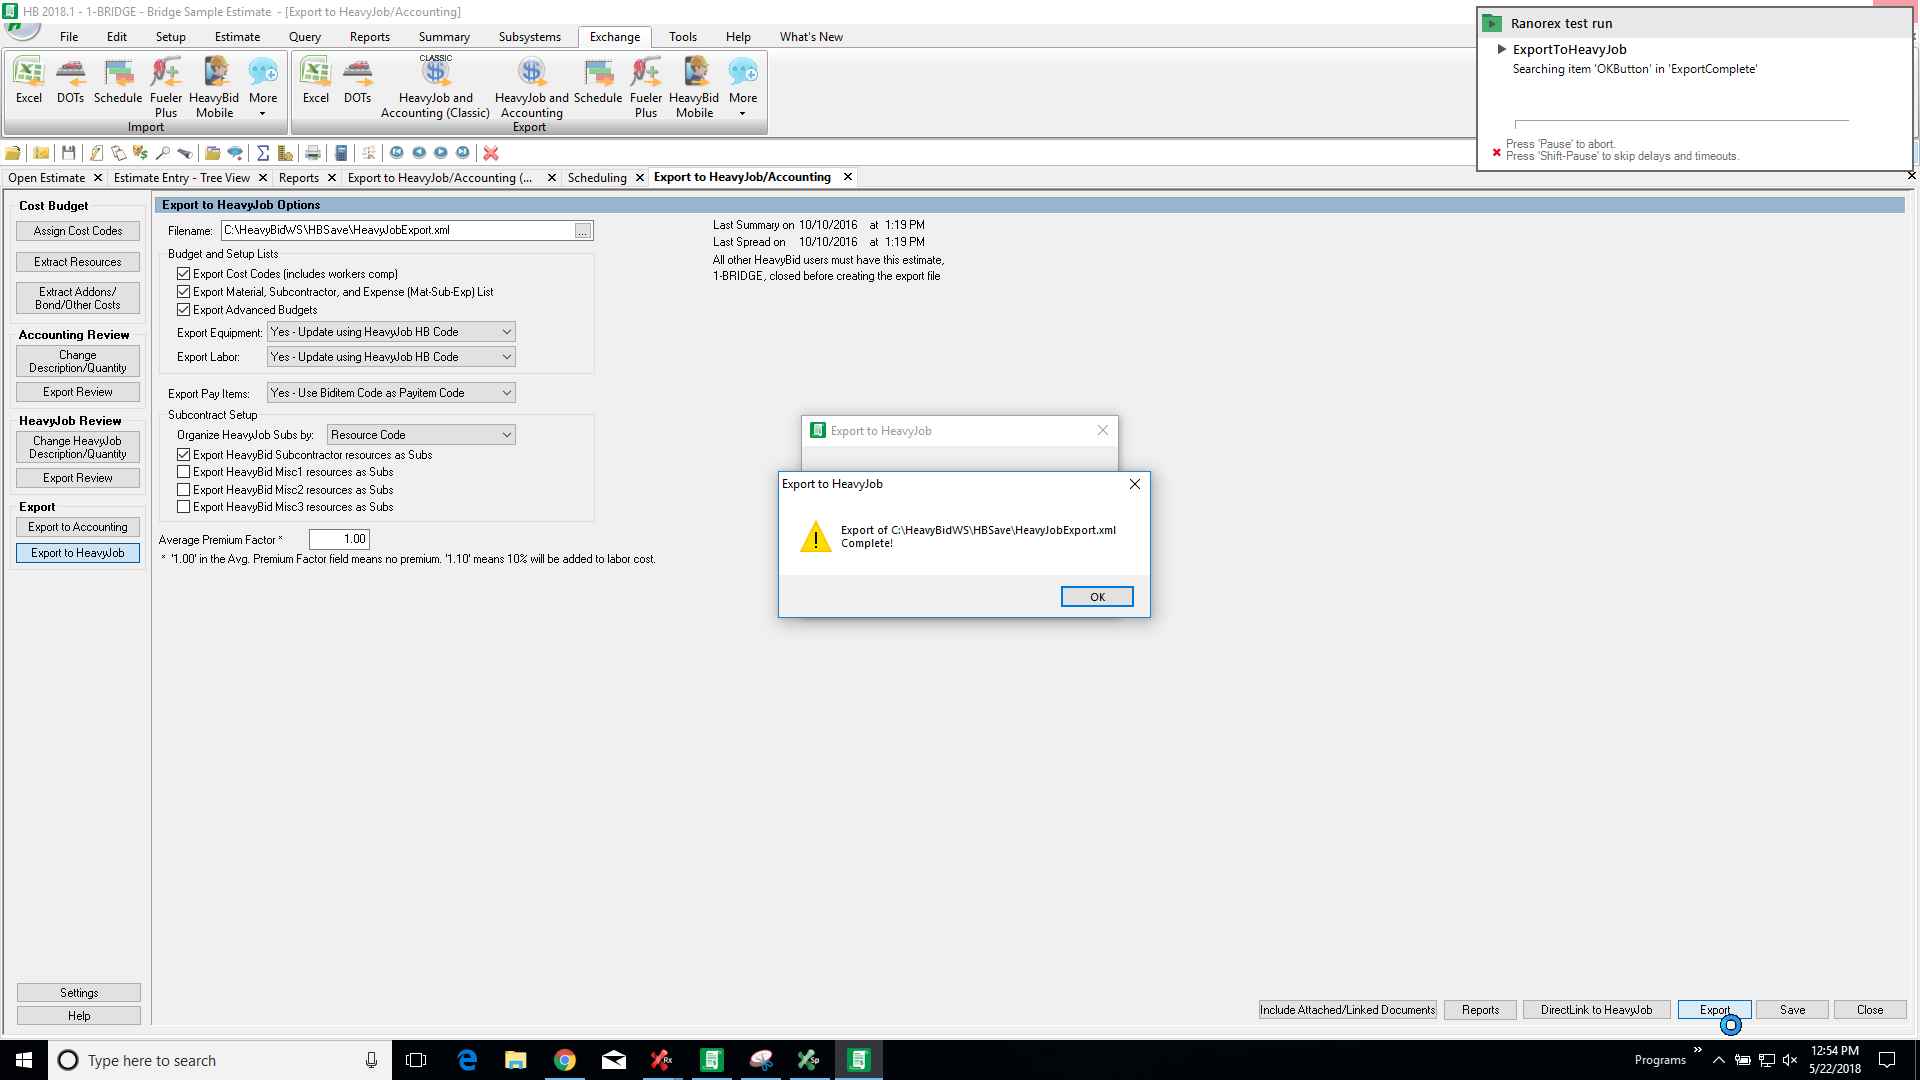 HB 2018.1 - 1-BRIDGE - Bridge Sample Estimate - [Export to HeavyJob/Accounting]
File Edit Setup Estimate Query Reports Summary Subsystems Exchange Tools Help What's New
CLASSIC
Excel DOTs Schedule Fueler Plus HeavyBid Mobile More
Import
Excel DOTs HeavyJob and Accounting (Classic) HeavyJob and Accounting Schedule Fueler Plus HeavyBid Mobile More
Export
Ranorex test run
ExportToHeavyJob
Searching item 'OKButton' in 'ExportComplete'
Press 'Pause' to abort.
Press 'Shift-Pause' to skip delays and timeouts.
Open Estimate Estimate Entry - Tree View Reports Export to HeavyJob/Accounting (... Scheduling Export to HeavyJob/Accounting
Cost Budget
Assign Cost Codes
Extract Resources
Extract Addons/
Bond/Other Costs
Accounting Review
Change
Description/Quantity
Export Review
HeavyJob Review
Change HeavyJob
Description/Quantity
Export Review
Export
Export to Accounting
Export to HeavyJob
Settings
Help
Export to HeavyJob Options
Filename: C:\HeavyBidWS\HBSave\HeavyJobExport.xml ...
Budget and Setup Lists
Export Cost Codes (includes workers comp)
Export Material, Subcontractor, and Expense (Mat-Sub-Exp) List
Export Advanced Budgets
Export Equipment: Yes - Update using HeavyJob HB Code
Export Labor: Yes - Update using HeavyJob HB Code
Export Pay Items: Yes - Use Biditem Code as Payitem Code
Subcontract Setup
Organize HeavyJob Subs by: Resource Code
Export HeavyBid Subcontractor resources as Subs
Export HeavyBid Misc1 resources as Subs
Export HeavyBid Misc2 resources as Subs
Export HeavyBid Misc3 resources as Subs
Average Premium Factor * 1.00
* '1.00' in the Avg. Premium Factor field means no premium. '1.10' means 10% will be added to labor cost.
Last Summary on 10/10/2016 at 1:19 PM
Last Spread on 10/10/2016 at 1:19 PM
All other HeavyBid users must have this estimate,
1-BRIDGE, closed before creating the export file
Export to HeavyJob
Export to HeavyJob
Export of C:\HeavyBidWS\HBSave\HeavyJobExport.xml
Complete!
OK
Include Attached/Linked Documents Reports DirectLink to HeavyJob Export Save Close
Type here to search
Rx
Sp
Programs
12:54 PM
5/22/2018